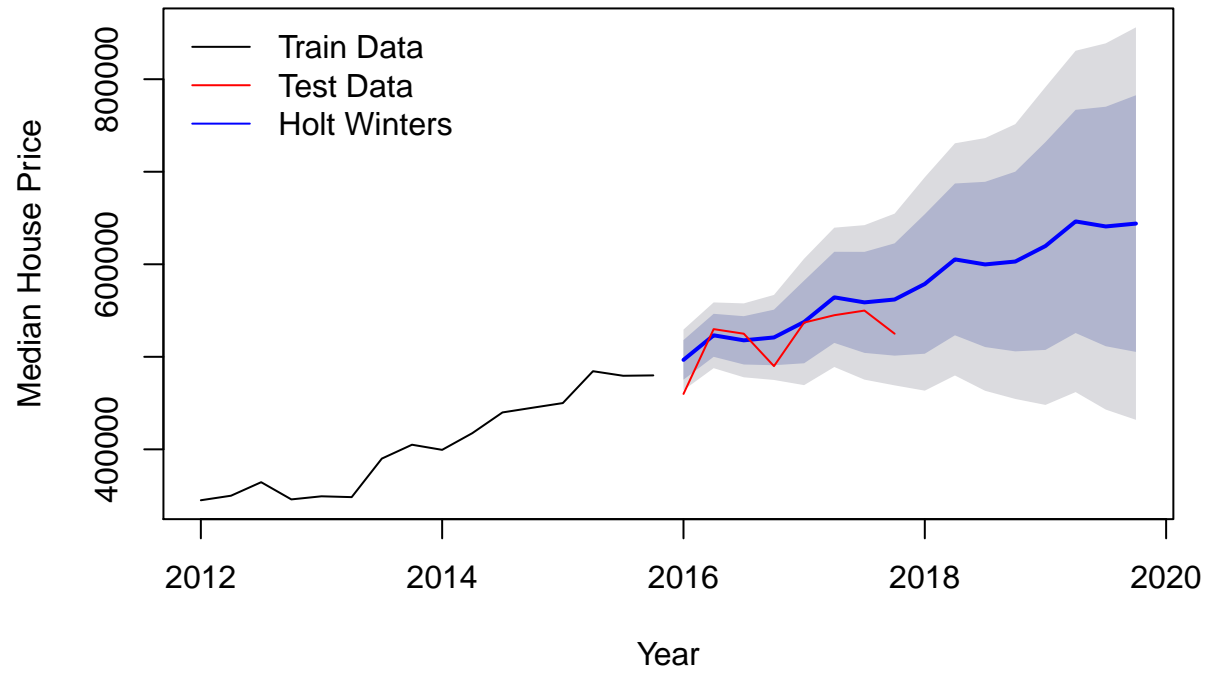 Train Data
Test Data
Holt Winters
Median House Price
800000
600000
400000
2012 2014 2016 2018 2020
Year